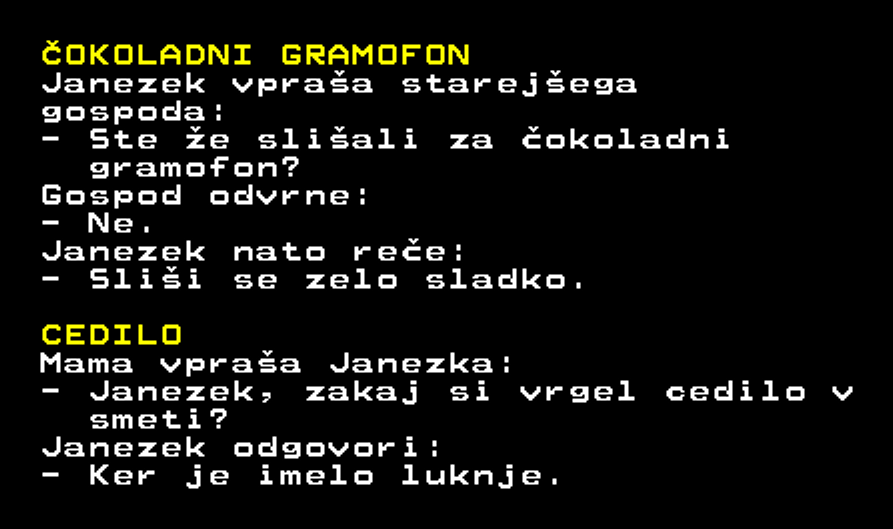 ČOKOLADNI GRAMOFON
Janezek vpraša starejšega
gospoda:
- Ste že slišali za čokoladni
gramofon?
Gospod odvrne:
- Ne.
Janezek nato reče:
- Sliši se zelo sladko.
CEDILO
Mama vpraša Janezka:
- Janezek, zakaj si vrgel cedilo v
smeti?
Janezek odgovori:
- Ker je imelo luknje.